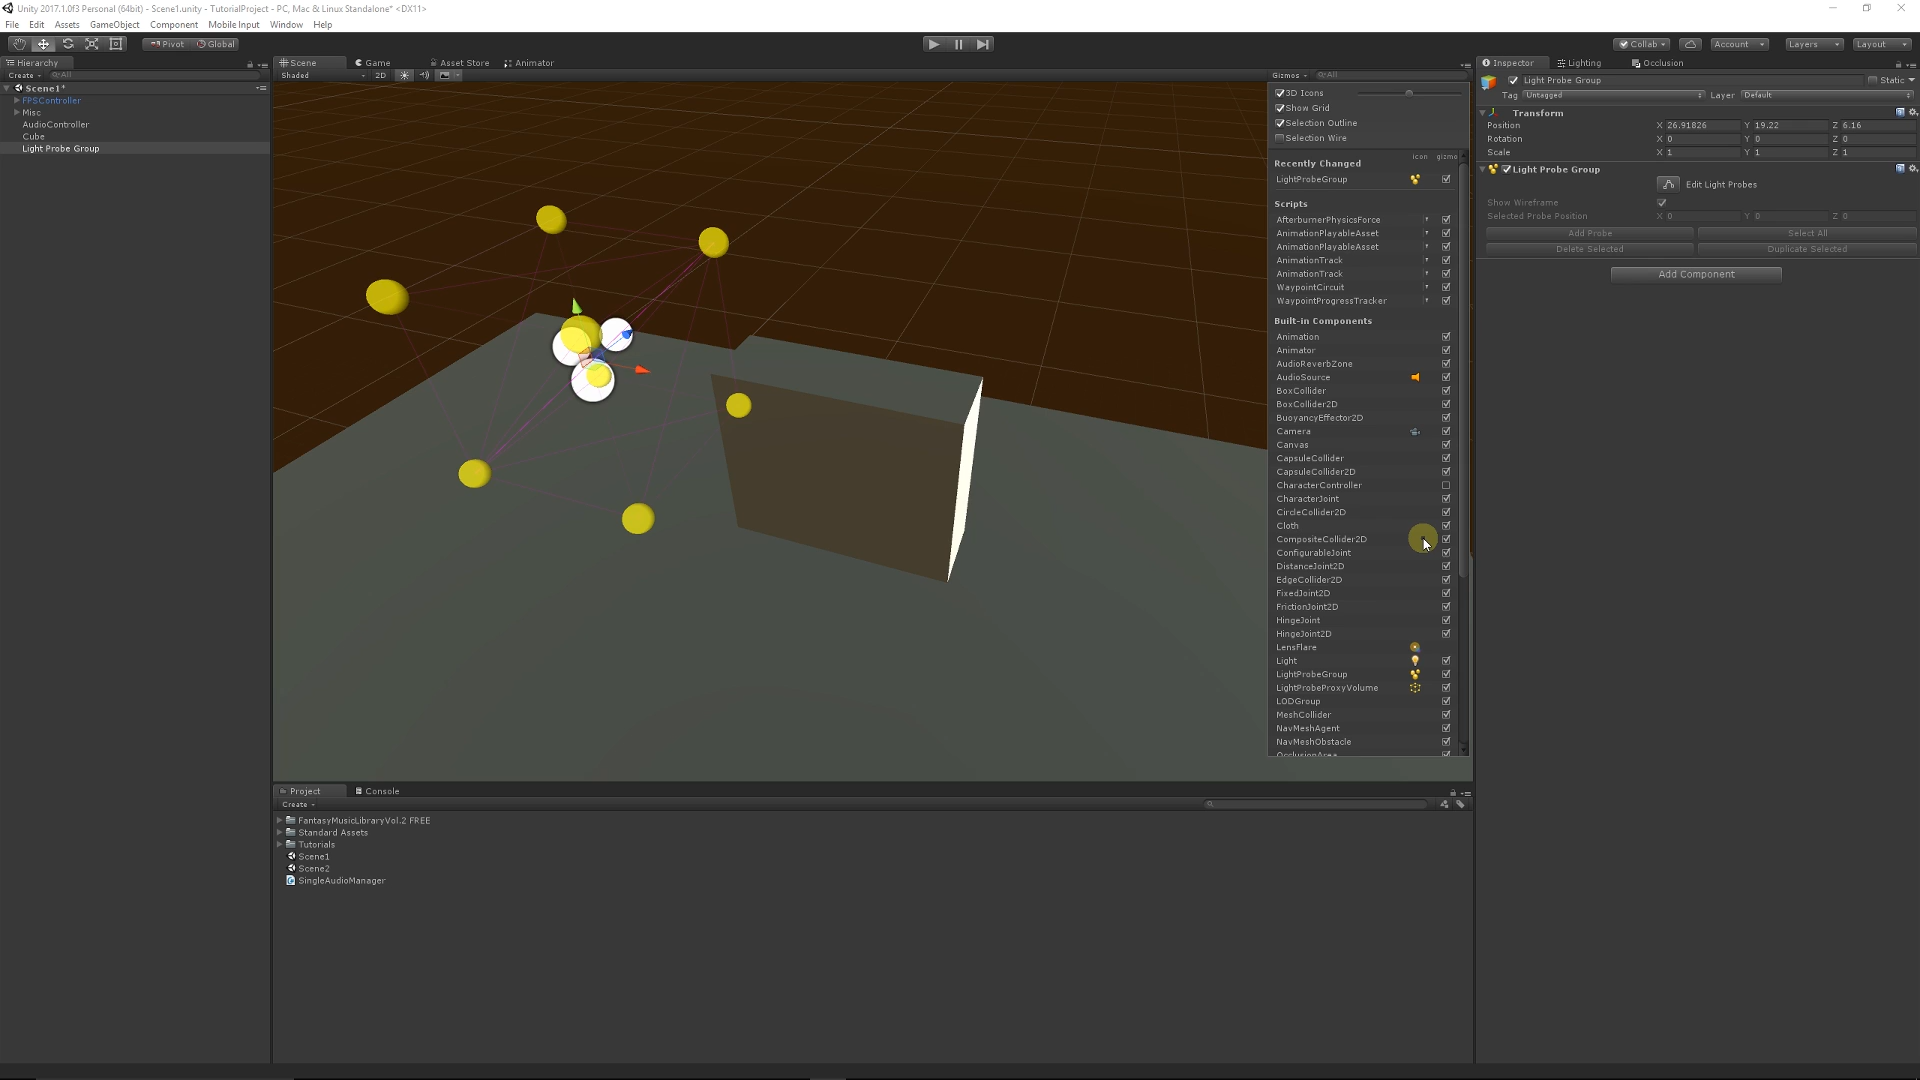 Unity 2017.1.0f3 Personal (64bit) - Scene1.unity - TutorialProject - PC, Mac & Linux Standalone* <DX11>
File Edit Assets GameObject Component Mobile Input Window Help
Pivot Global Collab Account Layers Layout
Hierarchy
Create All
Scene1*
FPSController
Misc
AudioController
Cube
Light Probe Group
Scene Game Asset Store Animator
Shaded 2D Gizmos All
3D Icons
Show Grid
Selection Outline
Selection Wire
icon gizmo
Recently Changed
LightProbeGroup
Scripts
AfterburnerPhysicsForce
AnimationPlayableAsset
AnimationPlayableAsset
AnimationTrack
AnimationTrack
WaypointCircuit
WaypointProgressTracker
Built-in Components
Animation
Animator
AudioReverbZone
AudioSource
BoxCollider
BoxCollider2D
BuoyancyEffector2D
Camera
Canvas
CapsuleCollider
CapsuleCollider2D
CharacterController
CharacterJoint
CircleCollider2D
Cloth
CompositeCollider2D
ConfigurableJoint
DistanceJoint2D
EdgeCollider2D
FixedJoint2D
FrictionJoint2D
HingeJoint
HingeJoint2D
LensFlare
Light
LightProbeGroup
LightProbeProxyVolume
LODGroup
MeshCollider
NavMeshAgent
NavMeshObstacle
OcclusionArea
Inspector Lighting Occlusion
Light Probe Group Static
Tag Untagged Layer Default
Transform
Position X 26.91826 Y 19.22 Z 6.16
Rotation X 0 Y 0 Z 0
Scale X 1 Y 1 Z 1
Light Probe Group
Edit Light Probes
Show Wireframe
Selected Probe Position X 0 Y 0 Z 0
Add Probe Select All
Delete Selected Duplicate Selected
Add Component
Project Console
Create
FantasyMusicLibraryVol.2 FREE
Standard Assets
Tutorials
Scene1
Scene2
SingleAudioManager